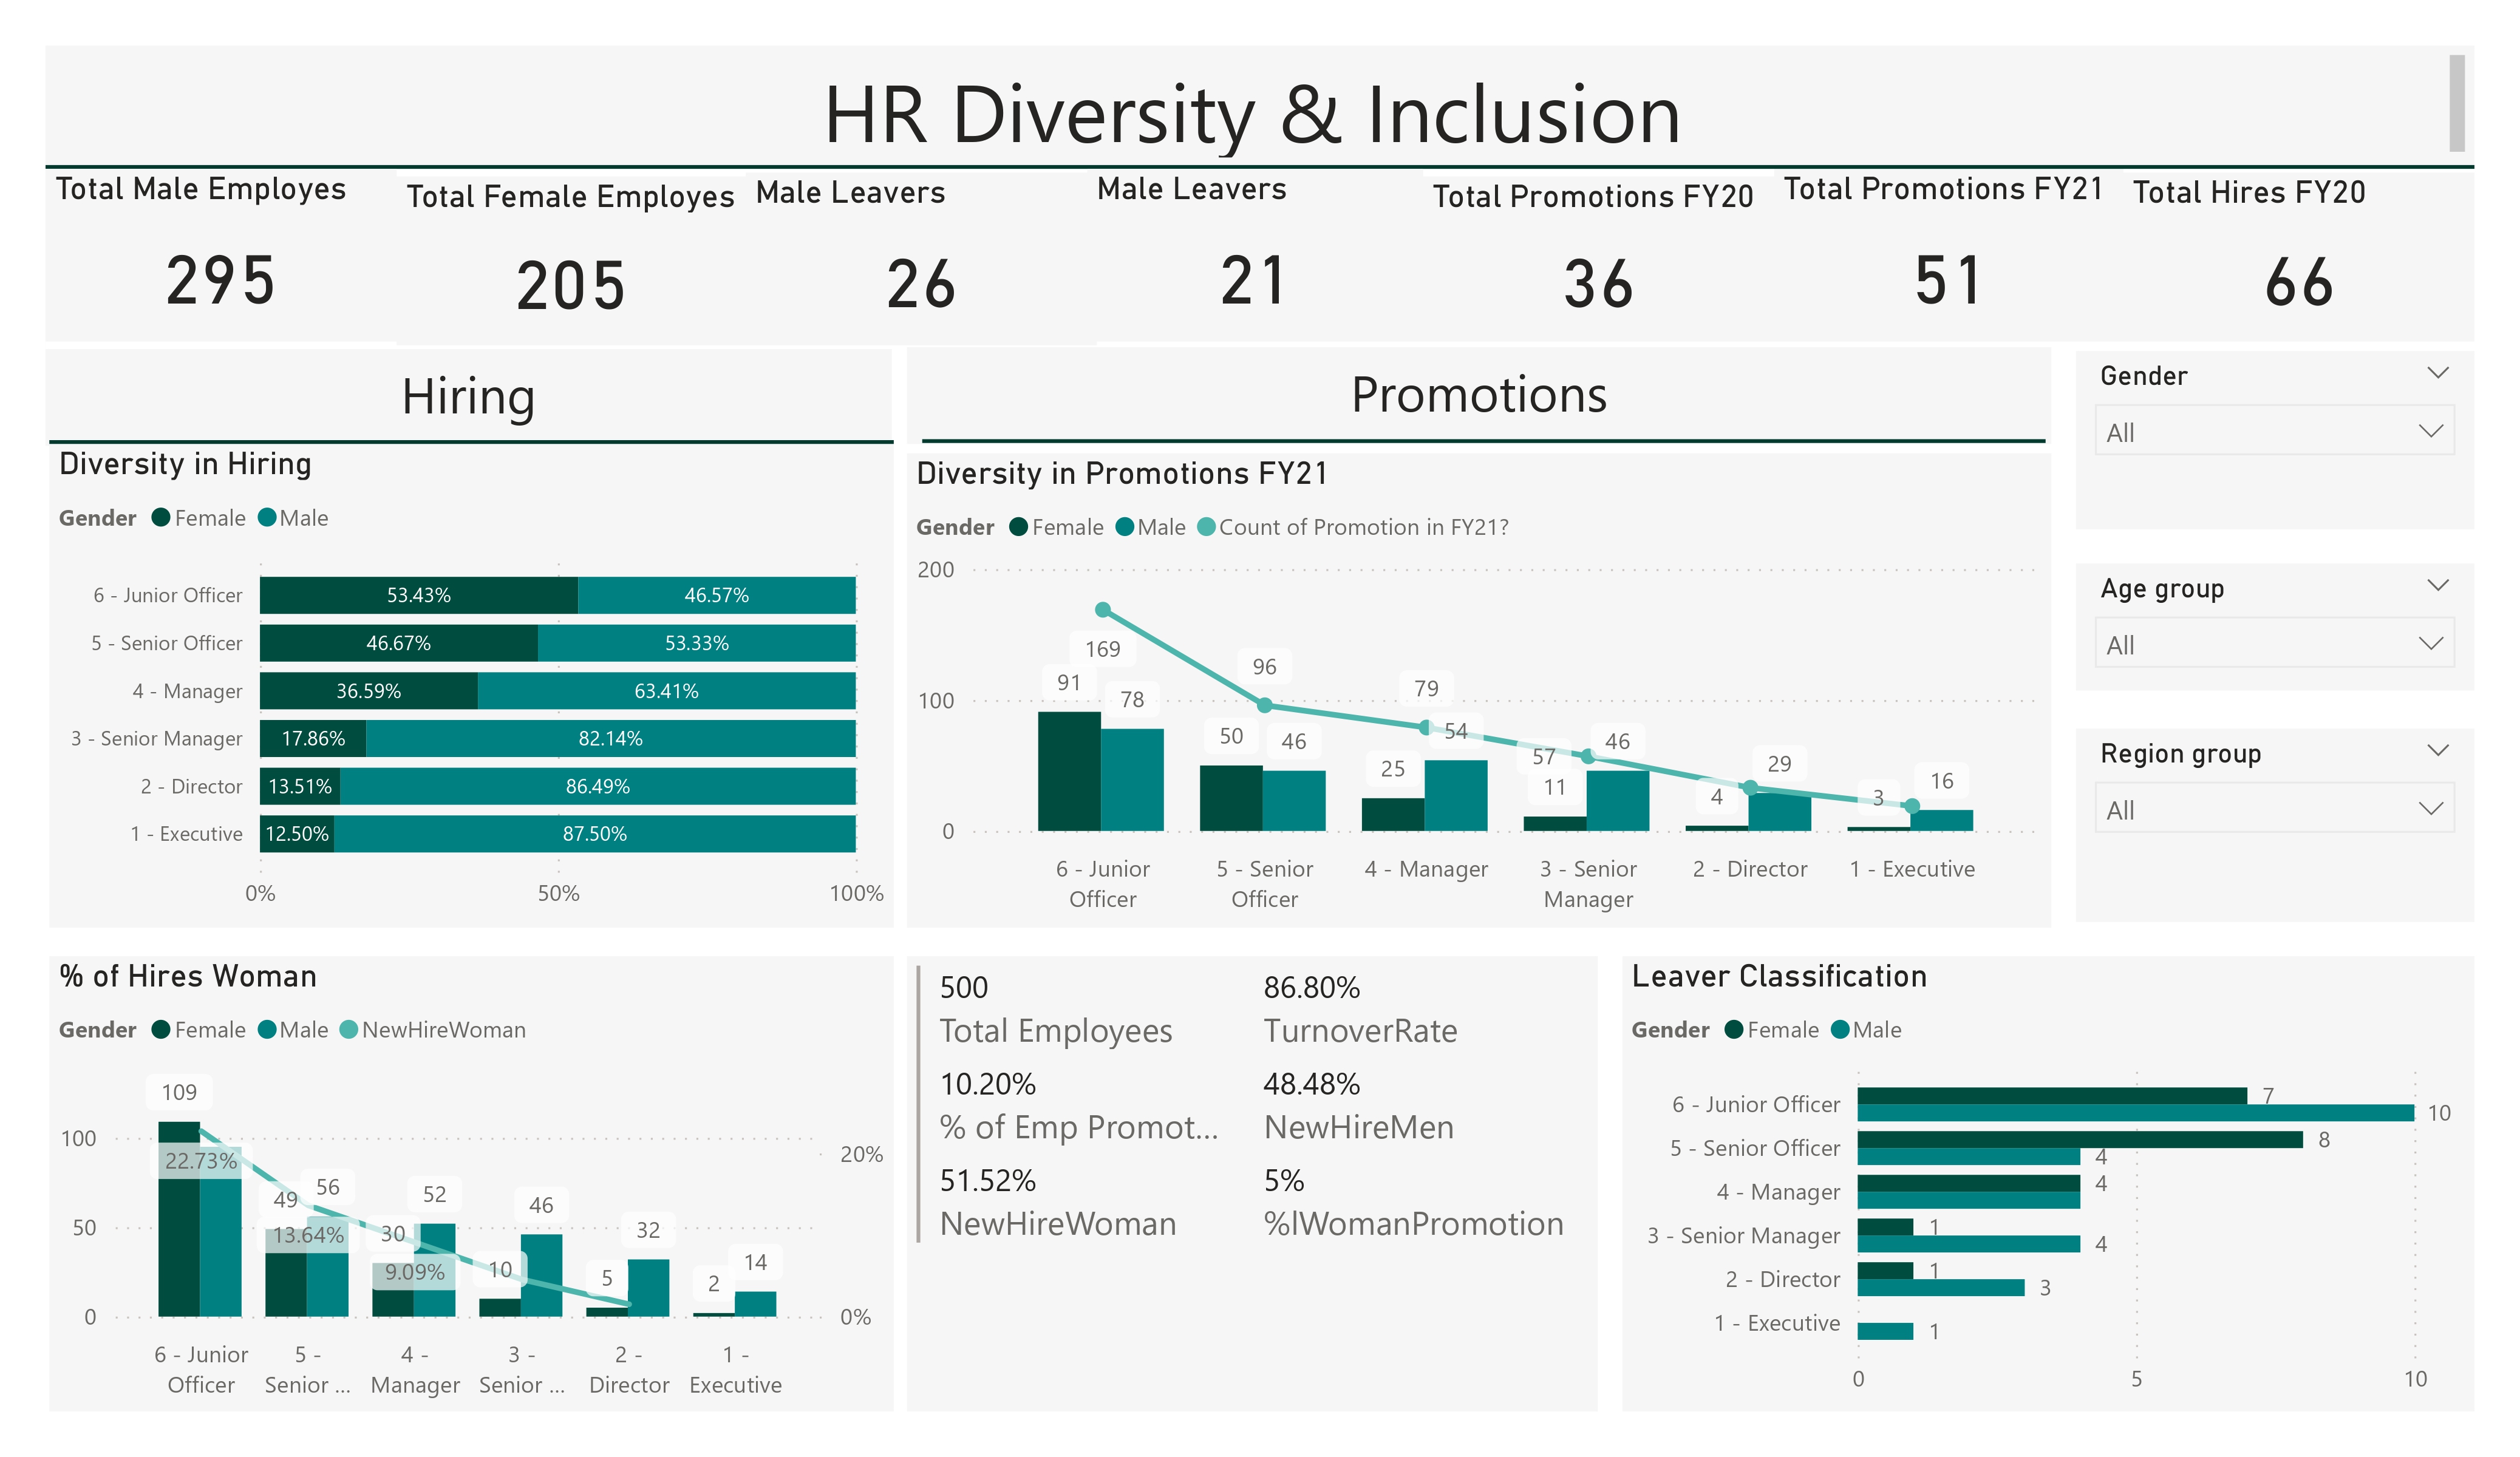 HR Diversity & Inclusion
Total Male Employes
295
Total Female Employes
205
Male Leavers
26
Male Leavers
21
Total Promotions FY20
36
Total Promotions FY21
51
Total Hires FY20
66
Hiring
Diversity in Hiring
Gender Female Male
6 - Junior Officer 53.43% 46.57%
5 - Senior Officer 46.67% 53.33%
4 - Manager 36.59% 63.41%
3 - Senior Manager 17.86% 82.14%
2 - Director 13.51% 86.49%
1 - Executive 12.50% 87.50%
0% 50% 100%
Promotions
Diversity in Promotions FY21
Gender Female Male Count of Promotion in FY21?
200
100
0
169
91 78
96
50 46
79
25 54
57
11 46
4 29
3 16
6 - Junior
Officer
5 - Senior
Officer
4 - Manager
3 - Senior
Manager
2 - Director
1 - Executive
Gender
All
Age group
All
Region group
All
% of Hires Woman
Gender Female Male NewHireWoman
100
50
0
20%
0%
109
22.73%
49 56
13.64%
30 52
9.09%
10 46
5 32
2 14
6 - Junior
Officer
5 -
Senior ...
4 -
Manager
3 -
Senior ...
2 -
Director
1 -
Executive
500
Total Employees
86.80%
TurnoverRate
10.20%
% of Emp Promot...
48.48%
NewHireMen
51.52%
NewHireWoman
5%
%lWomanPromotion
Leaver Classification
Gender Female Male
6 - Junior Officer 7
10
5 - Senior Officer 8
4
4 - Manager 4
3 - Senior Manager 1
4
2 - Director 1
3
1 - Executive 1
0 5 10